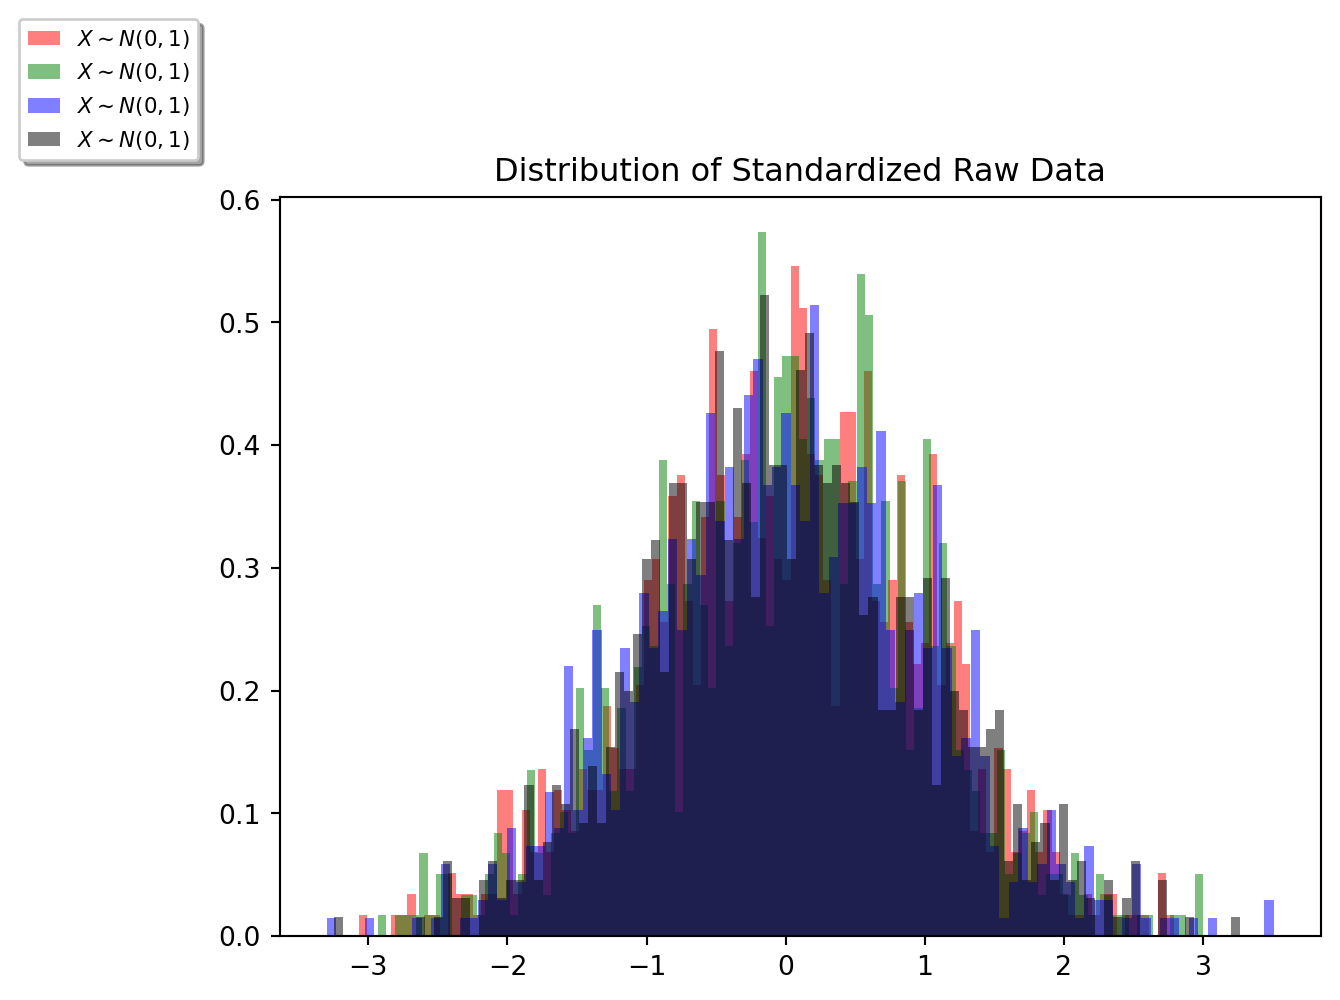 X ~ N(0, 1)
X ~ N(0, 1)
X ~ N(0, 1)
X ~ N(0, 1)
Distribution of Standardized Raw Data
0.6
0.5
0.4
0.3
0.2
0.1
0.0
−3 −2 −1 0 1 2 3